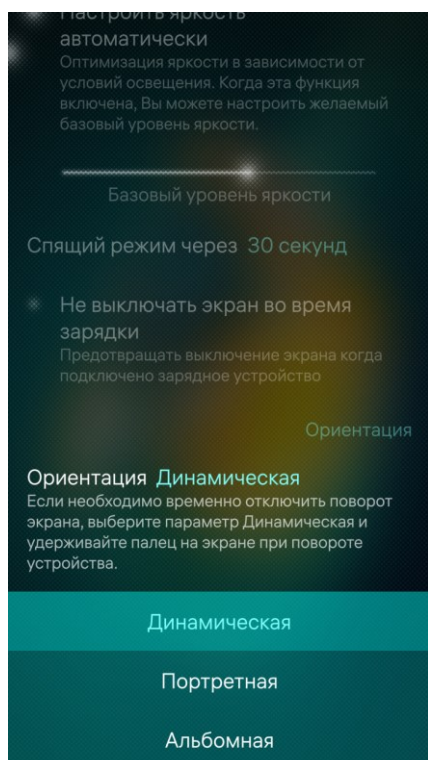 Настроить яркость
автоматически
Оптимизация яркости в зависимости от
условий освещения. Когда эта функция
включена, Вы можете настроить желаемый
базовый уровень яркости.
Базовый уровень яркости
Спящий режим через 30 секунд
Не выключать экран во время
зарядки
Предотвращать выключение экрана когда
подключено зарядное устройство
Ориентация
Ориентация Динамическая
Если необходимо временно отключить поворот
экрана, выберите параметр Динамическая и
удерживайте палец на экране при повороте
устройства.
Динамическая
Портретная
Альбомная